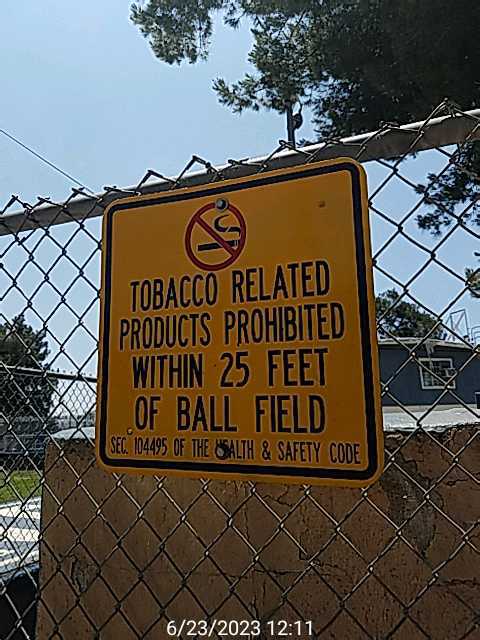 TOBACCO RELATED
PRODUCTS PROHIBITED
WITHIN 25 FEET
OF BALL FIELD
SEC. 104495 OF THE HEALTH & SAFETY CODE
6/23/2023 12:11